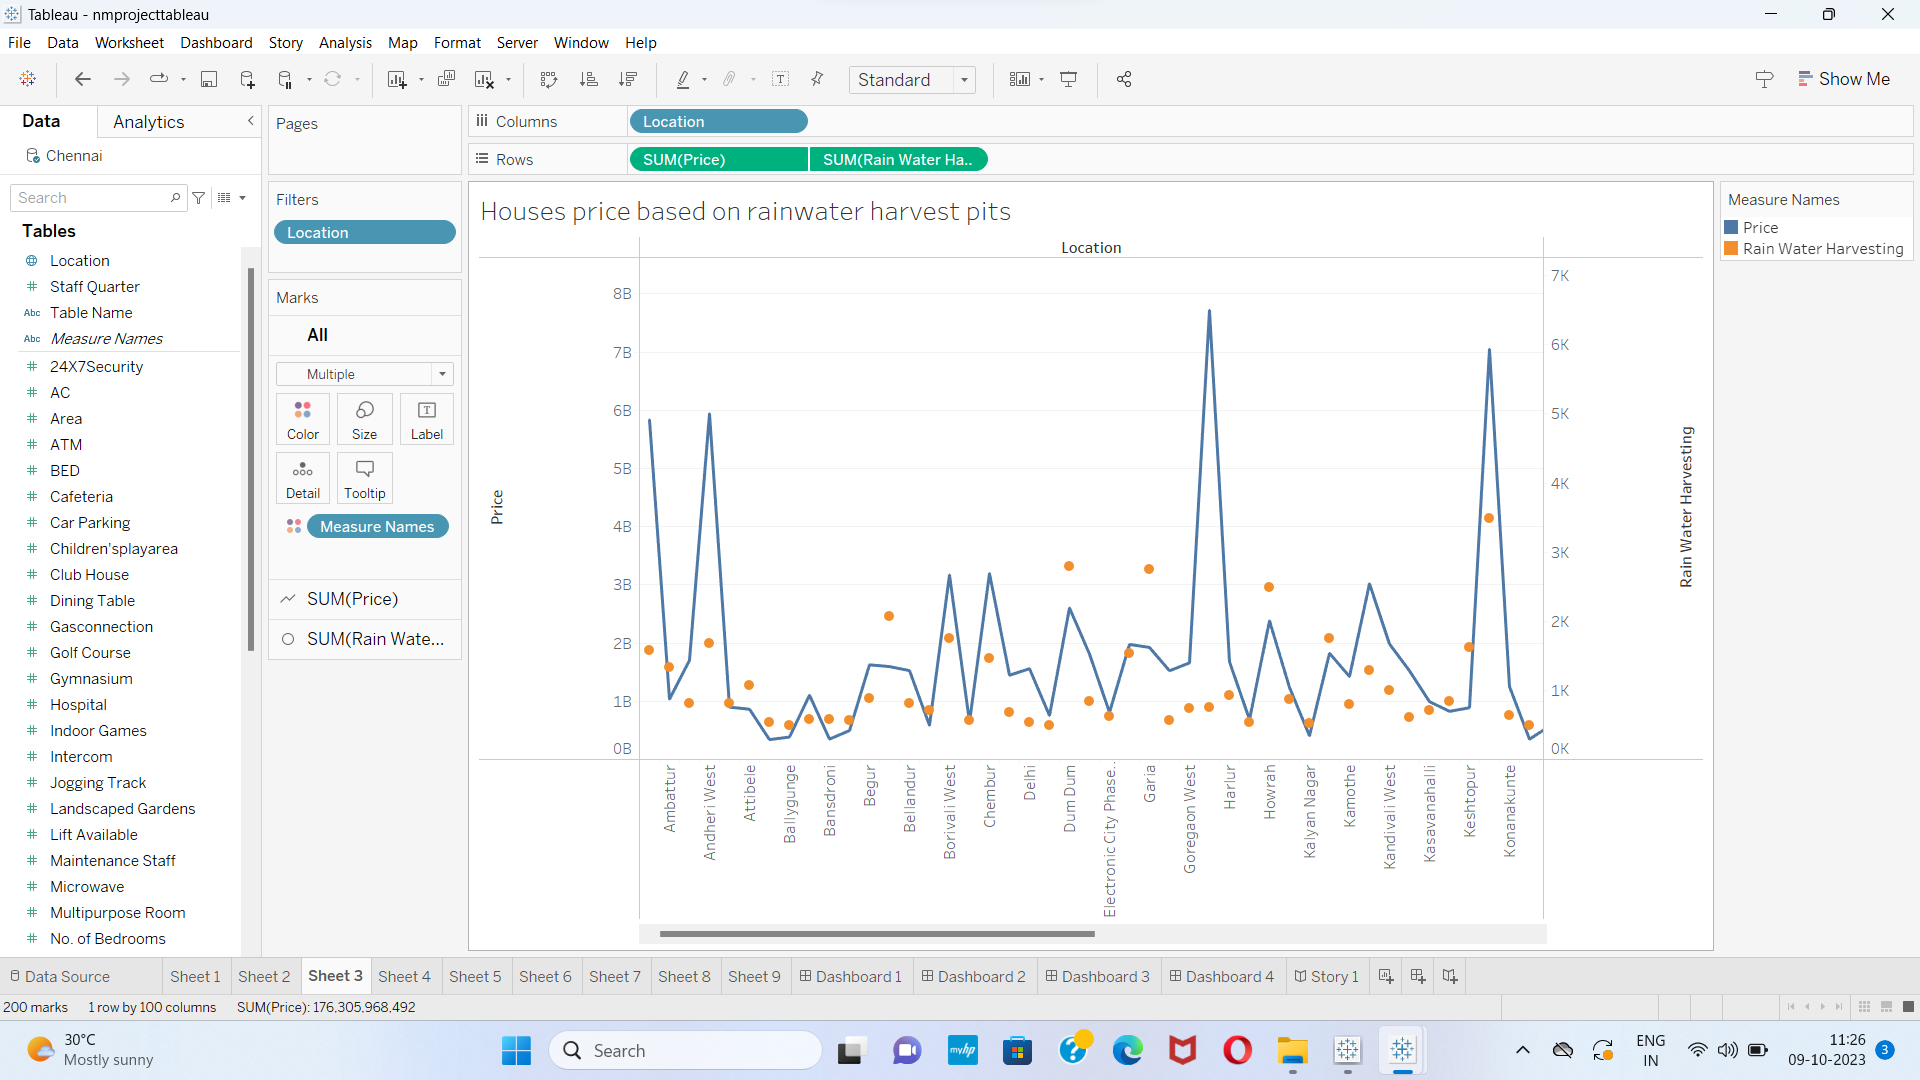 Tableau - nmprojecttableau
File Data Worksheet Dashboard Story Analysis Map Format Server Window Help
Standard
Show Me
Data Analytics
Chennai
Search
Tables
Location
Staff Quarter
Abc Table Name
Abc Measure Names
24X7Security
AC
Area
ATM
BED
Cafeteria
Car Parking
Children'splayarea
Club House
Dining Table
Gasconnection
Golf Course
Gymnasium
Hospital
Indoor Games
Intercom
Jogging Track
Landscaped Gardens
Lift Available
Maintenance Staff
Microwave
Multipurpose Room
No. of Bedrooms
Pages
Filters
Location
Marks
All
Multiple
Color Size Label
Detail Tooltip
Measure Names
SUM(Price)
SUM(Rain Wate...
Columns Location
Rows SUM(Price) SUM(Rain Water Ha..
Houses price based on rainwater harvest pits
Location
8B
7B
6B
5B
4B
3B
2B
1B
0B
Price
7K
6K
5K
4K
3K
2K
1K
0K
Rain Water Harvesting
Ambattur
Andheri West
Attibele
Ballygunge
Bansdroni
Begur
Bellandur
Borivali West
Chembur
Delhi
Dum Dum
Electronic City Phase..
Garia
Goregaon West
Harlur
Howrah
Kalyan Nagar
Kamothe
Kandivali West
Kasavanahalli
Keshtopur
Konanakunte
Measure Names
Price
Rain Water Harvesting
Data Source Sheet 1 Sheet 2 Sheet 3 Sheet 4 Sheet 5 Sheet 6 Sheet 7 Sheet 8 Sheet 9 Dashboard 1 Dashboard 2 Dashboard 3 Dashboard 4 Story 1
200 marks 1 row by 100 columns SUM(Price): 176,305,968,492
30°C
Mostly sunny
Search
myhp
ENG
IN
11:26
09-10-2023
3